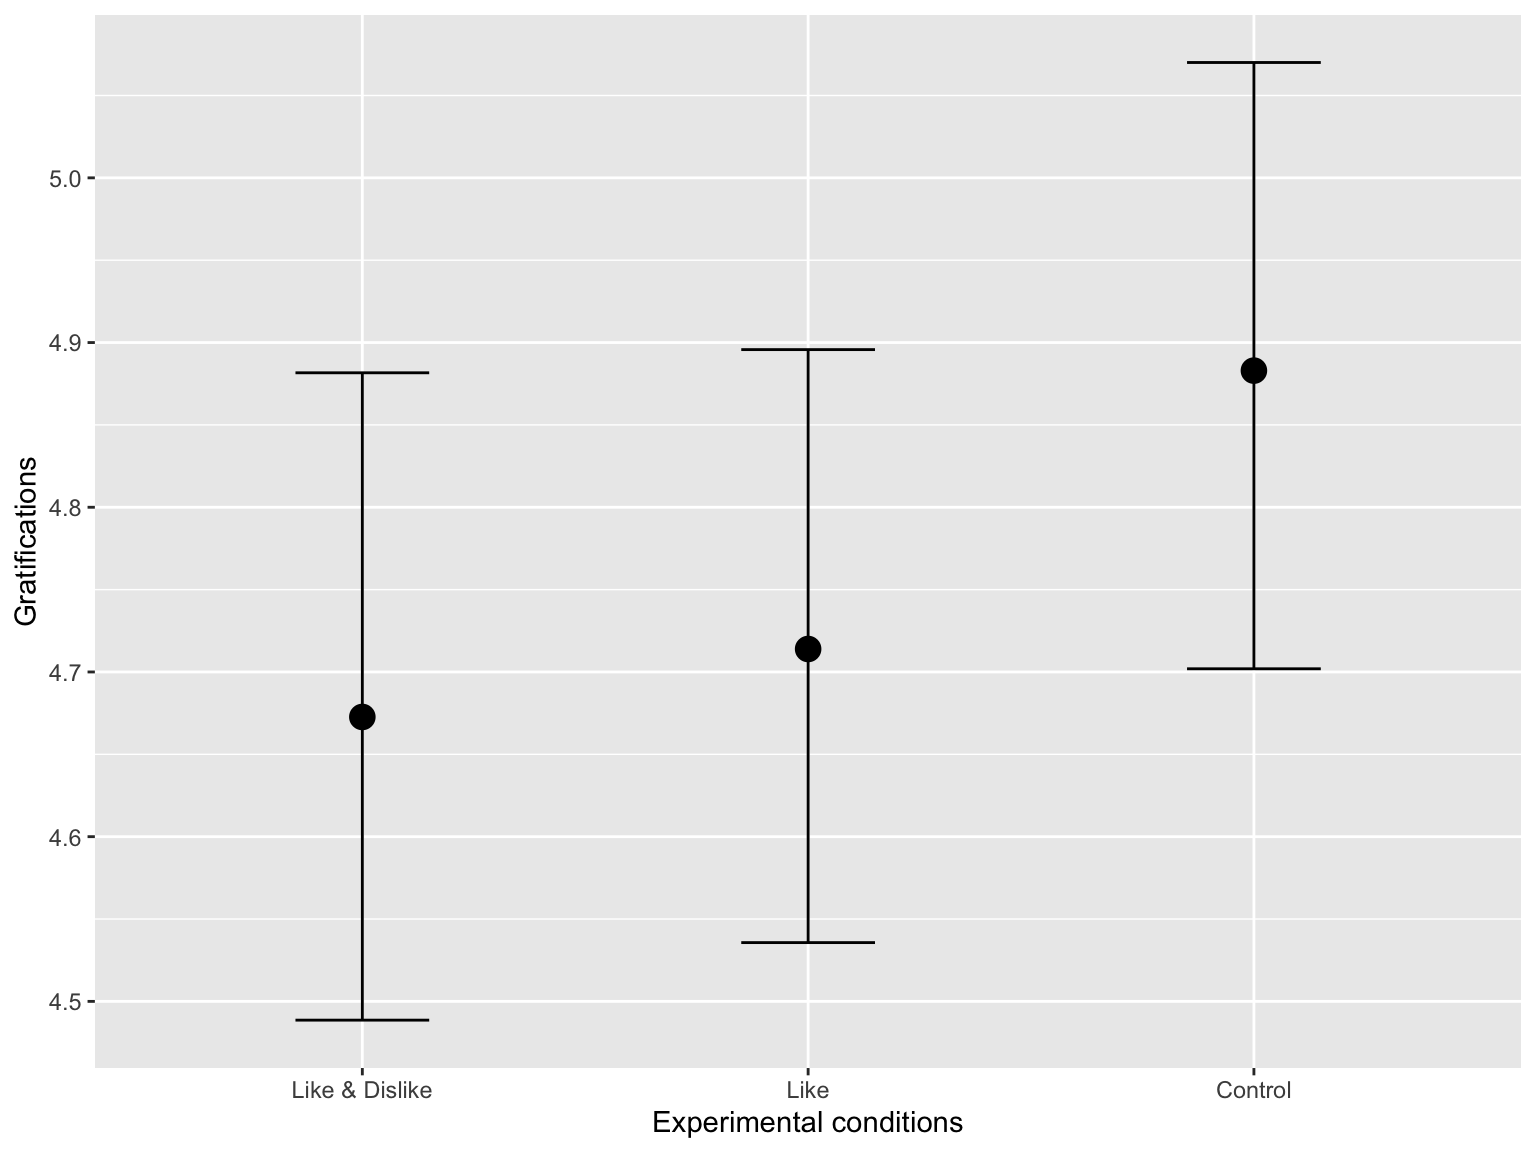 5.0
4.9
4.8
4.7
4.6
4.5
Gratifications
Like & Dislike
Like
Control
Experimental conditions